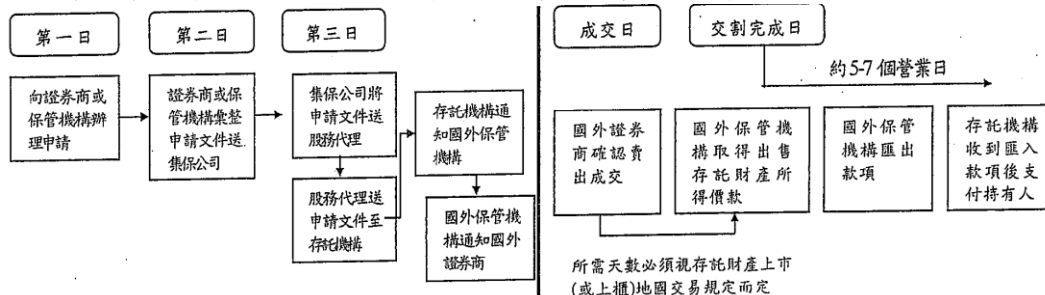 第一日
第二日
第三日
向證券商或
保管機構辦
理申請
證券商或保
管機構彙整
申請文件送
集保公司
集保公司將
申請文件送
股務代理
股務代理送
申請文件至
存託機構
存託機構通
知國外保管
機構
國外保管機
構通知國外
證券商
成交日
交割完成日
約5-7個營業日
國外證券
商確認賣
出成交
國外保管機
構取得出售
存託財產所
得價款
國外保管
機構匯出
款項
存託機構
收到匯入
款項後支
付持有人
所需天數必須視存託財產上市
(或上櫃)地國交易規定而定